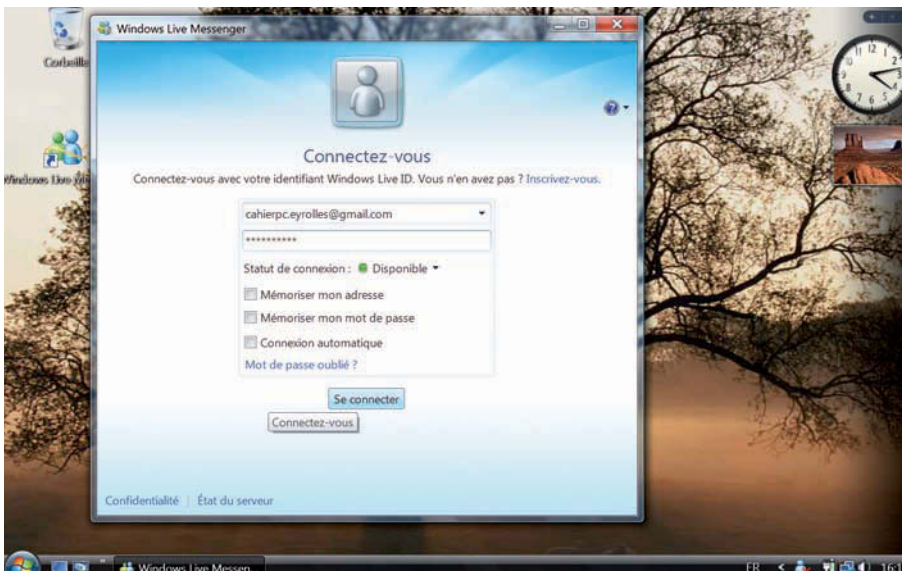 Windows Live Messenger
Corbeille
12
Connectez-vous
Connectez-vous avec votre identifiant Windows Live ID. Vous n'en avez pas ? Inscrivez-vous.
cahierpc.eyrolles@gmail.com
**********
Statut de connexion : Disponible
Mémoriser mon adresse
Mémoriser mon mot de passe
Connexion automatique
Mot de passe oublié ?
Se connecter
Connectez-vous
Confidentialité | État du serveur
Windows Live Messen...
FR